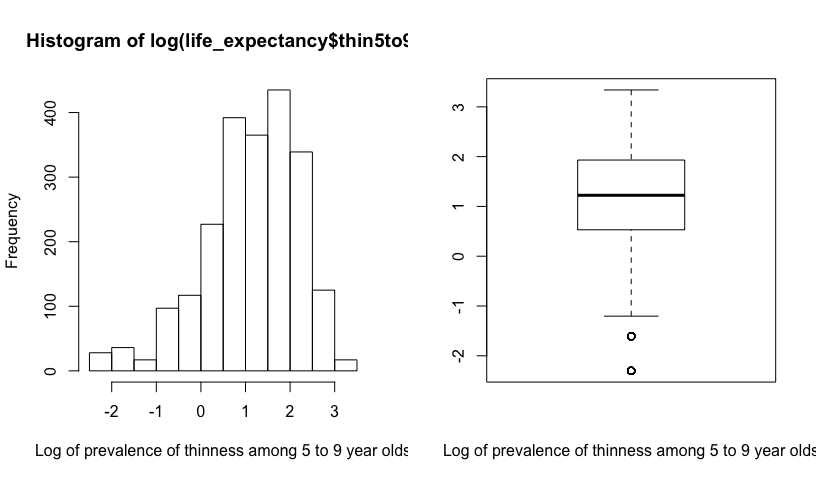 Histogram of log(life_expectancy$thin5to9
Frequency
400
300
200
100
0
-2 -1 0 1 2 3
Log of prevalence of thinness among 5 to 9 year olds
3
2
1
0
-1
-2
Log of prevalence of thinness among 5 to 9 year olds